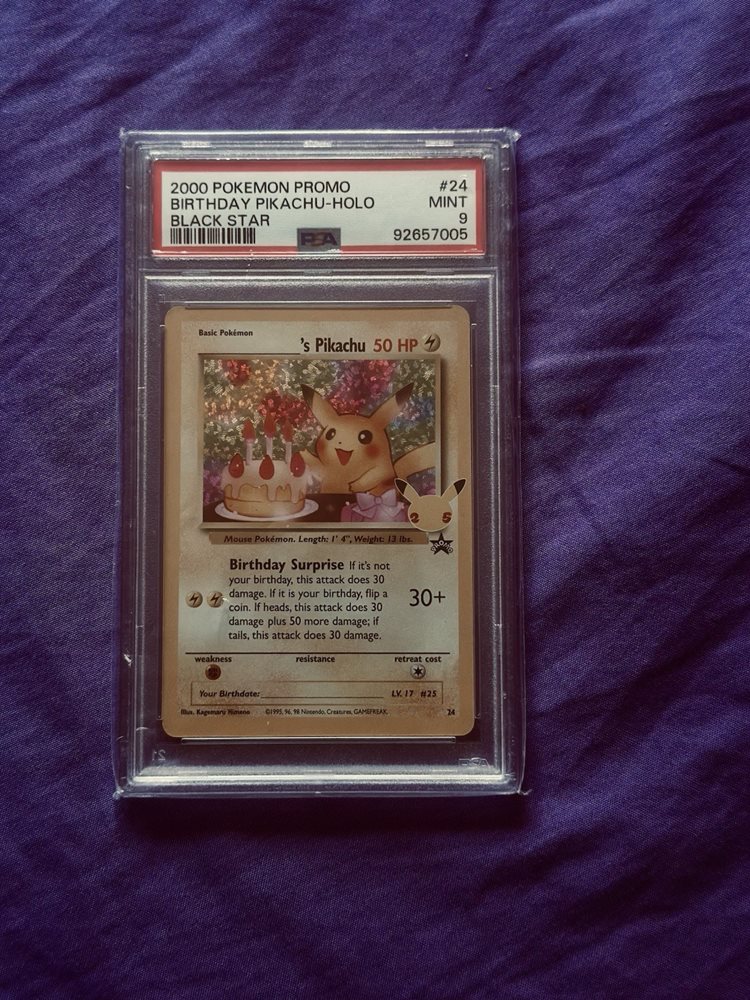 2000 POKEMON PROMO #24
BIRTHDAY PIKACHU-HOLO MINT
BLACK STAR 9
PSA 92657005
Basic Pokémon
's Pikachu 50 HP
25
Mouse Pokémon. Length: 1' 4", Weight: 13 lbs.
PROMO
Birthday Surprise If it's not
your birthday, this attack does 30
damage. If it is your birthday, flip a
coin. If heads, this attack does 30
damage plus 50 more damage; if
tails, this attack does 30 damage.
30+
weakness resistance retreat cost
Your Birthdate: LV. 17 #25
Illus. Kagemaru Himeno ©1995, 96, 98 Nintendo, Creatures, GAMEFREAK. 24
PSA